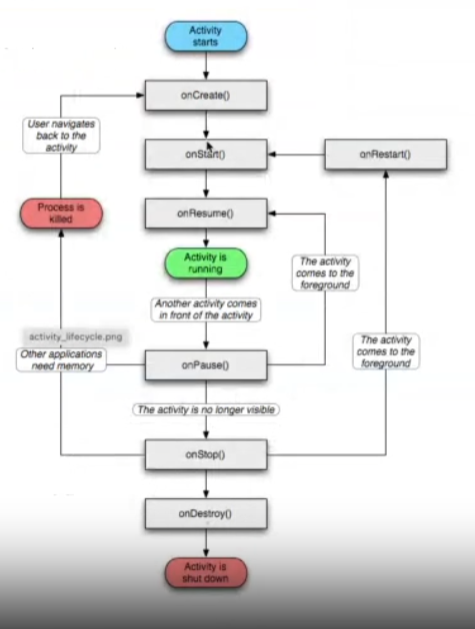 Activity
starts
onCreate()
User navigates
back to the
activity
onStart()
onRestart()
onResume()
Process is
killed
Activity is
running
The activity
comes to the
foreground
Another activity comes
in front of the activity
activity_lifecycle.png
Other applications
need memory
The activity
comes to the
foreground
onPause()
The activity is no longer visible
onStop()
onDestroy()
Activity is
shut down